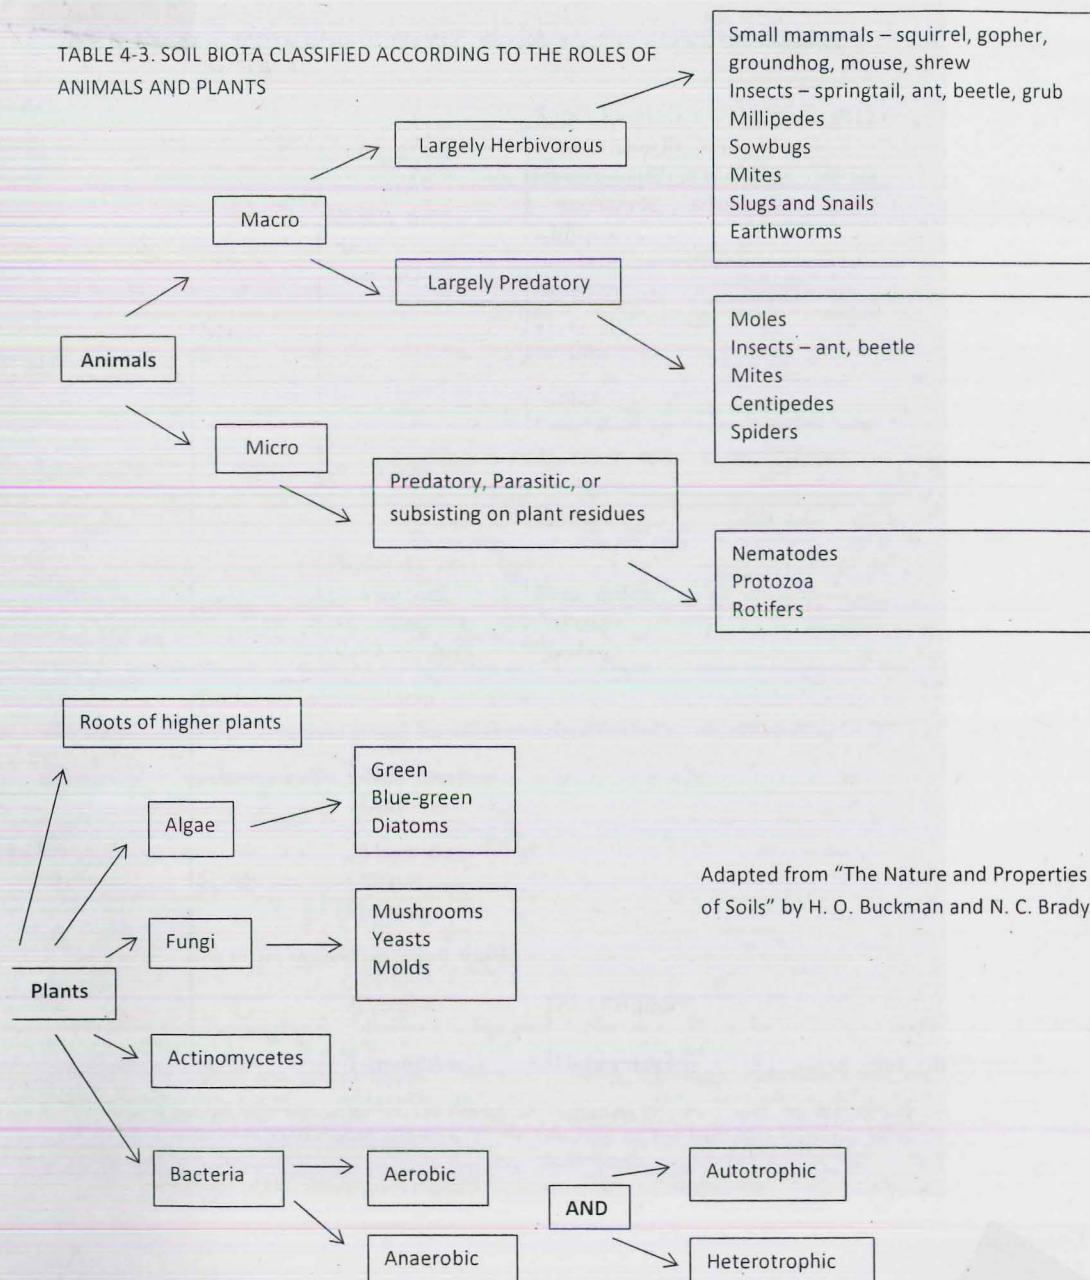 TABLE 4-3. SOIL BIOTA CLASSIFIED ACCORDING TO THE ROLES OF
ANIMALS AND PLANTS
Animals
Macro
Largely Herbivorous
Small mammals – squirrel, gopher,
groundhog, mouse, shrew
Insects – springtail, ant, beetle, grub
Millipedes
Sowbugs
Mites
Slugs and Snails
Earthworms
Largely Predatory
Moles
Insects – ant, beetle
Mites
Centipedes
Spiders
Micro
Predatory, Parasitic, or
subsisting on plant residues
Nematodes
Protozoa
Rotifers
Plants
Roots of higher plants
Algae
Green
Blue-green
Diatoms
Fungi
Mushrooms
Yeasts
Molds
Actinomycetes
Bacteria
Aerobic
Anaerobic
AND
Autotrophic
Heterotrophic
Adapted from “The Nature and Properties
of Soils” by H. O. Buckman and N. C. Brady